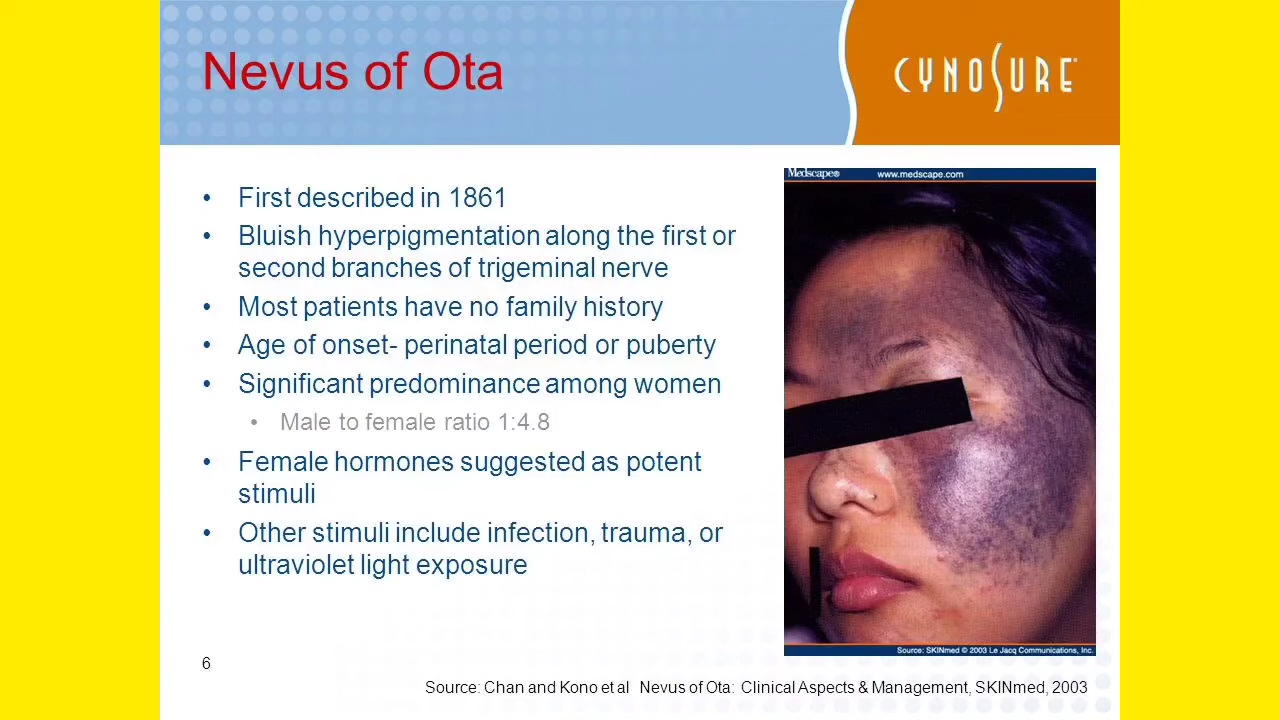 Nevus of Ota
CYNOSURE
• First described in 1861
• Bluish hyperpigmentation along the first or
second branches of trigeminal nerve
• Most patients have no family history
• Age of onset- perinatal period or puberty
• Significant predominance among women
• Male to female ratio 1:4.8
• Female hormones suggested as potent
stimuli
• Other stimuli include infection, trauma, or
ultraviolet light exposure
Medscape® www.medscape.com
Source: SKINmed © 2003 Le Jacq Communications, Inc.
6
Source: Chan and Kono et al Nevus of Ota: Clinical Aspects & Management, SKINmed, 2003